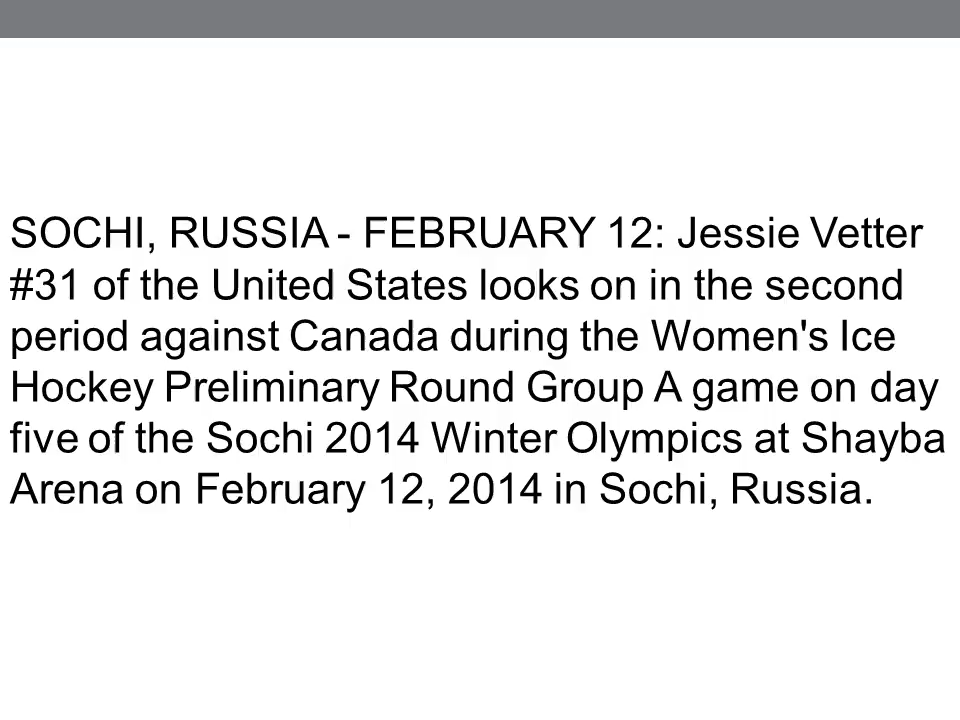 SOCHI, RUSSIA - FEBRUARY 12: Jessie Vetter
#31 of the United States looks on in the second
period against Canada during the Women's Ice
Hockey Preliminary Round Group A game on day
five of the Sochi 2014 Winter Olympics at Shayba
Arena on February 12, 2014 in Sochi, Russia.